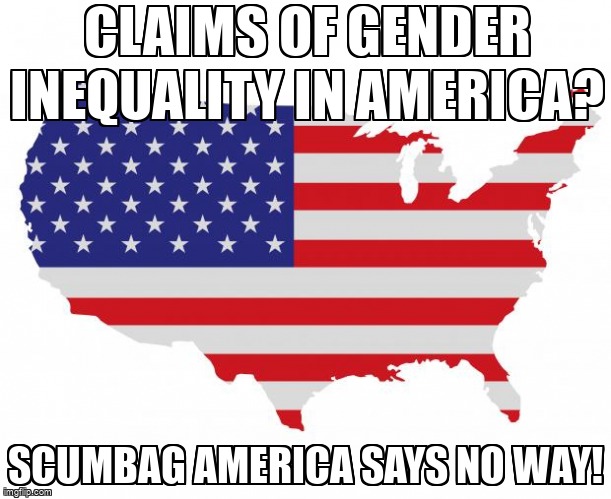 CLAIMS OF GENDER
INEQUALITY IN AMERICA?
SCUMBAG AMERICA SAYS NO WAY!
imgflip.com